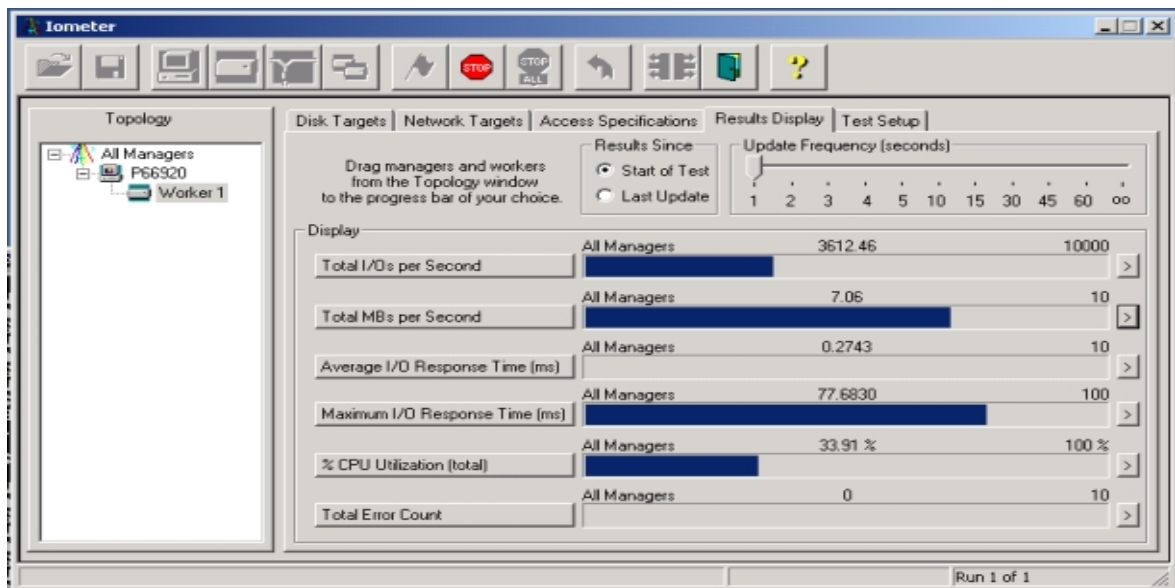 Iometer
STOP
STOP
ALL
?
Topology
All Managers
P66920
Worker 1
Disk Targets
Network Targets
Access Specifications
Results Display
Test Setup
Drag managers and workers
from the Topology window
to the progress bar of your choice.
Results Since
Start of Test
Last Update
Update Frequency (seconds)
1 2 3 4 5 10 15 30 45 60 oo
Display
All Managers 3612.46 10000
Total I/Os per Second >
All Managers 7.06 10
Total MBs per Second >
All Managers 0.2743 10
Average I/O Response Time (ms) >
All Managers 77.6830 100
Maximum I/O Response Time (ms) >
All Managers 33.91 % 100 %
% CPU Utilization (total) >
All Managers 0 10
Total Error Count >
Run 1 of 1